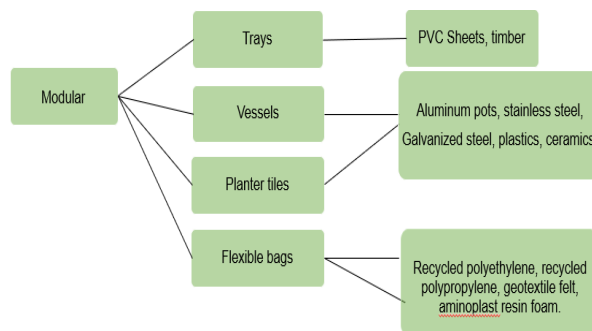 Trays
PVC Sheets, timber
Modular
Vessels
Aluminum pots, stainless steel,
Galvanized steel, plastics, ceramics
Planter tiles
Flexible bags
Recycled polyethylene, recycled
polypropylene, geotextile felt,
aminoplast resin foam.